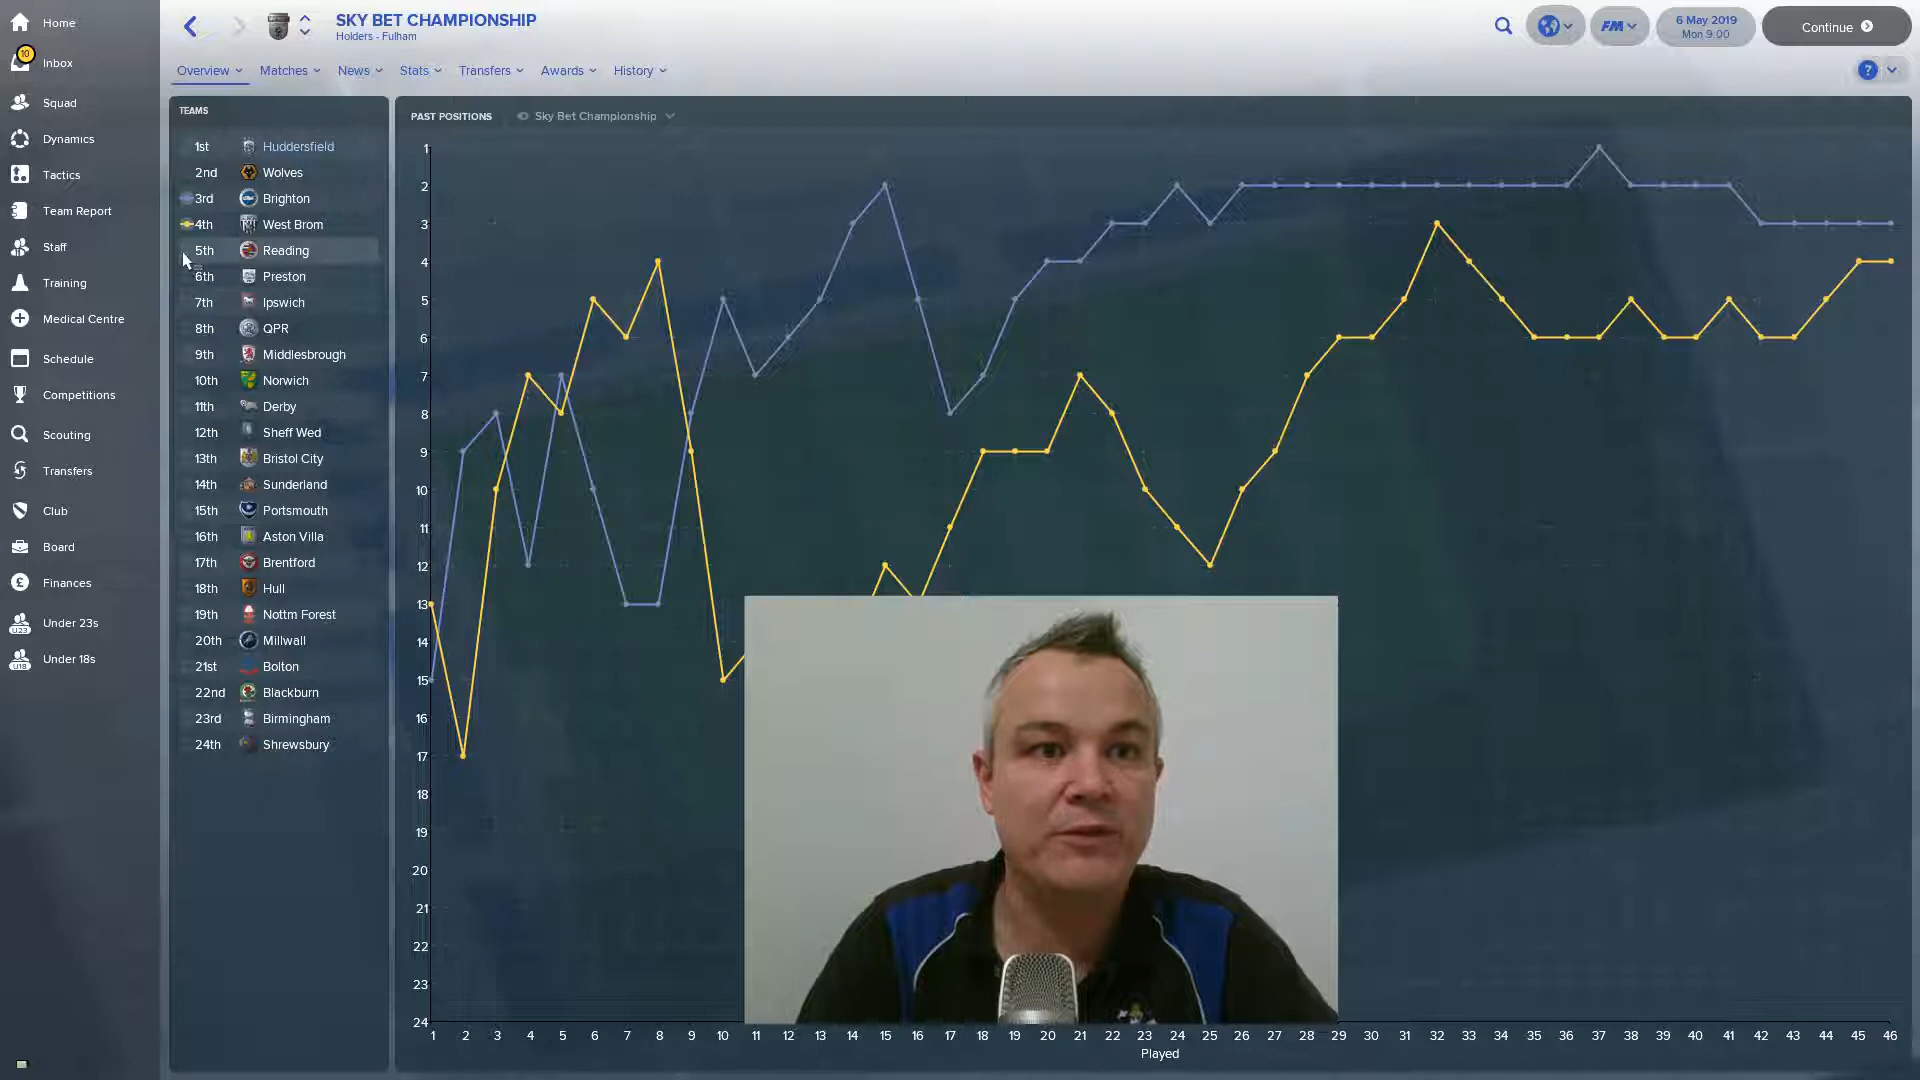 Home
10
Inbox
Squad
Dynamics
Tactics
Team Report
Staff
Training
Medical Centre
Schedule
Competitions
Scouting
Transfers
Club
Board
Finances
U23
Under 23s
U18
Under 18s
SKY BET CHAMPIONSHIP
Holders - Fulham
FM
6 May 2019
Mon 9:00
Continue
Overview Matches News Stats Transfers Awards History
?
TEAMS
1st Huddersfield
2nd Wolves
3rd Brighton
4th West Brom
5th Reading
6th Preston
7th Ipswich
8th QPR
9th Middlesbrough
10th Norwich
11th Derby
12th Sheff Wed
13th Bristol City
14th Sunderland
15th Portsmouth
16th Aston Villa
17th Brentford
18th Hull
19th Nottm Forest
20th Millwall
21st Bolton
22nd Blackburn
23rd Birmingham
24th Shrewsbury
PAST POSITIONS Sky Bet Championship
1
2
3
4
5
6
7
8
9
10
11
12
13
14
15
16
17
18
19
20
21
22
23
24
1 2 3 4 5 6 7 8 9 10 11 12 13 14 15 16 17 18 19 20 21 22 23 24 25 26 27 28 29 30 31 32 33 34 35 36 37 38 39 40 41 42 43 44 45 46
Played